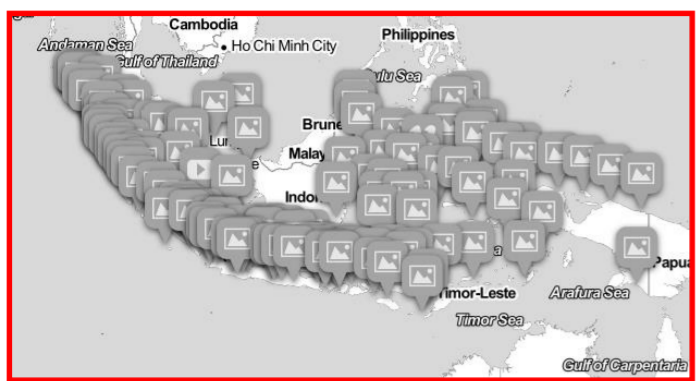 Cambodia
Philippines
Andaman Sea
Ho Chi Minh City
Gulf of Thailand
Sulu Sea
Brune
Lu
Malay
e
Indo
a
Papua
Timor-Leste
Arafura Sea
Timor Sea
Gulf of Carpentaria